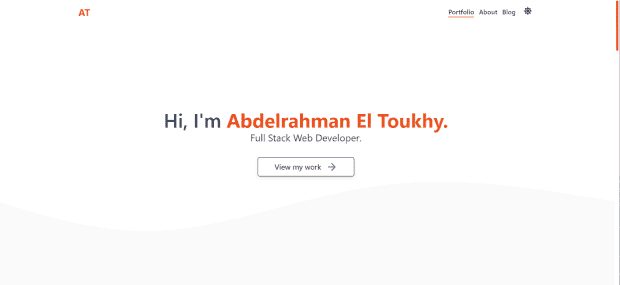 AT
Portfolio About Blog
Hi, I'm Abdelrahman El Toukhy.
Full Stack Web Developer.
View my work